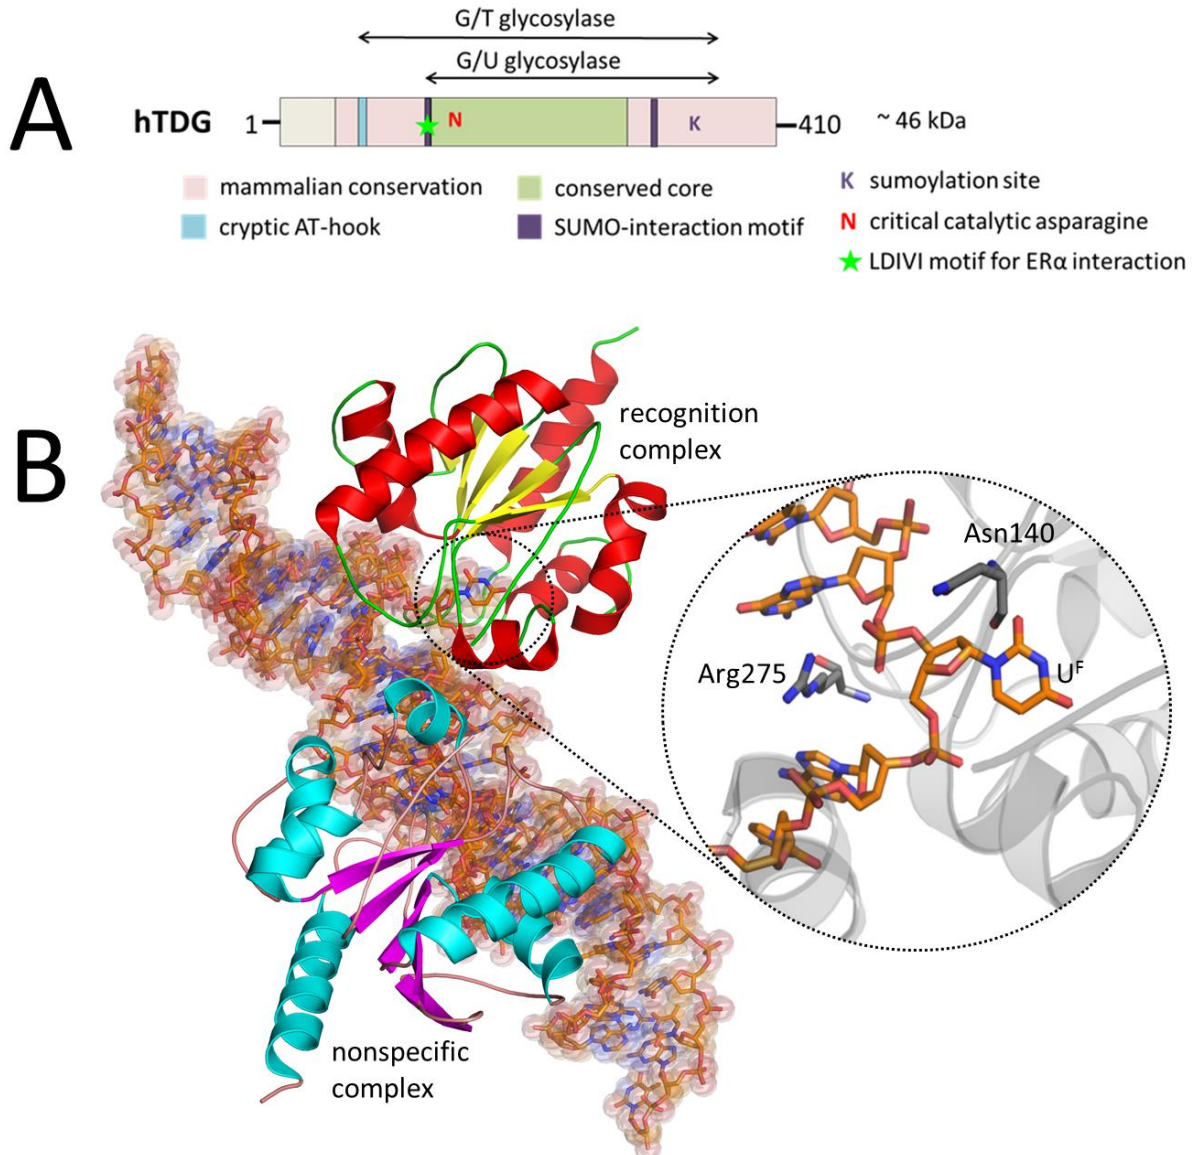 A
G/T glycosylase
G/U glycosylase
hTDG 1 N K 410 ~ 46 kDa
mammalian conservation
conserved core
K sumoylation site
cryptic AT-hook
SUMO-interaction motif
N critical catalytic asparagine
LDIVI motif for ERα interaction
B
recognition
complex
Asn140
Arg275
Uᶠ
nonspecific
complex